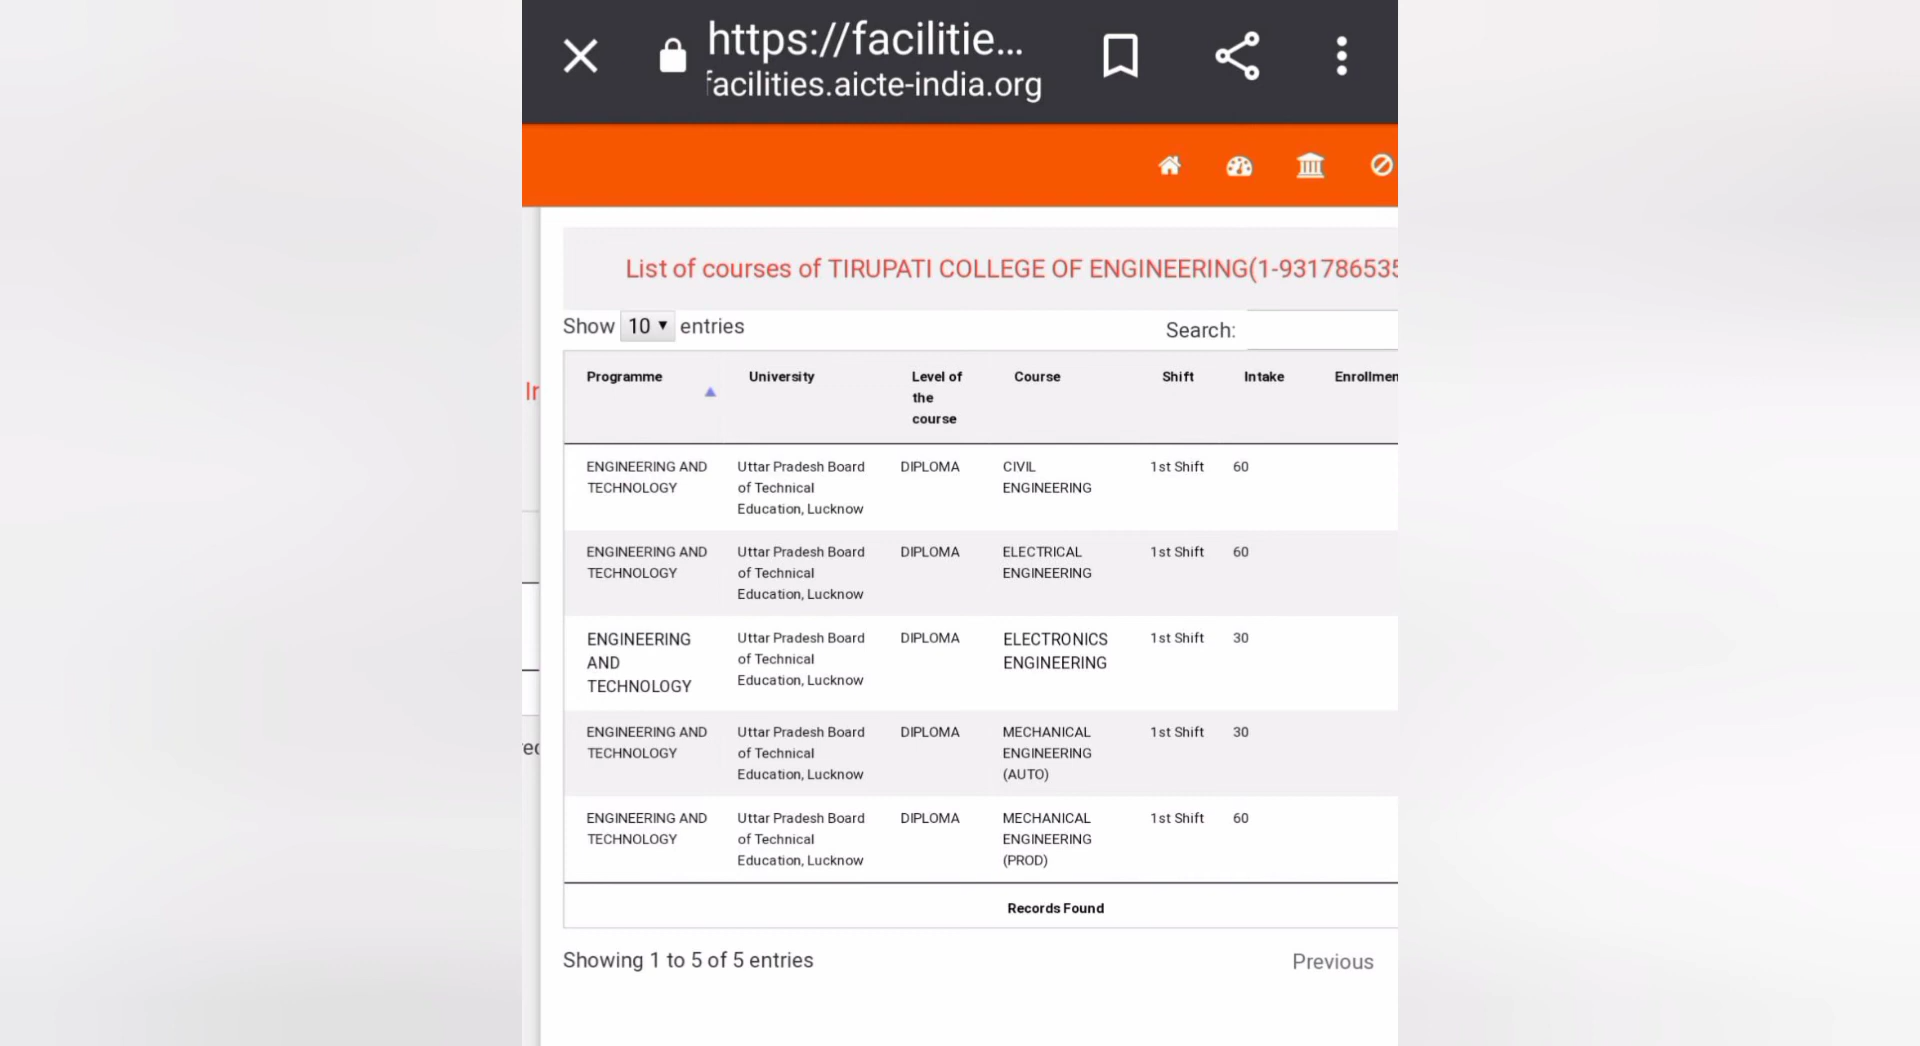 https://facilitie...
facilities.aicte-india.org
List of courses of TIRUPATI COLLEGE OF ENGINEERING(1-931786535
Show 10 entries
Search:
Programme University Level of the course Course Shift Intake Enrollmen
ENGINEERING AND TECHNOLOGY Uttar Pradesh Board of Technical Education, Lucknow DIPLOMA CIVIL ENGINEERING 1st Shift 60
ENGINEERING AND TECHNOLOGY Uttar Pradesh Board of Technical Education, Lucknow DIPLOMA ELECTRICAL ENGINEERING 1st Shift 60
ENGINEERING AND TECHNOLOGY Uttar Pradesh Board of Technical Education, Lucknow DIPLOMA ELECTRONICS ENGINEERING 1st Shift 30
ENGINEERING AND TECHNOLOGY Uttar Pradesh Board of Technical Education, Lucknow DIPLOMA MECHANICAL ENGINEERING (AUTO) 1st Shift 30
ENGINEERING AND TECHNOLOGY Uttar Pradesh Board of Technical Education, Lucknow DIPLOMA MECHANICAL ENGINEERING (PROD) 1st Shift 60
Records Found
Showing 1 to 5 of 5 entries
Previous